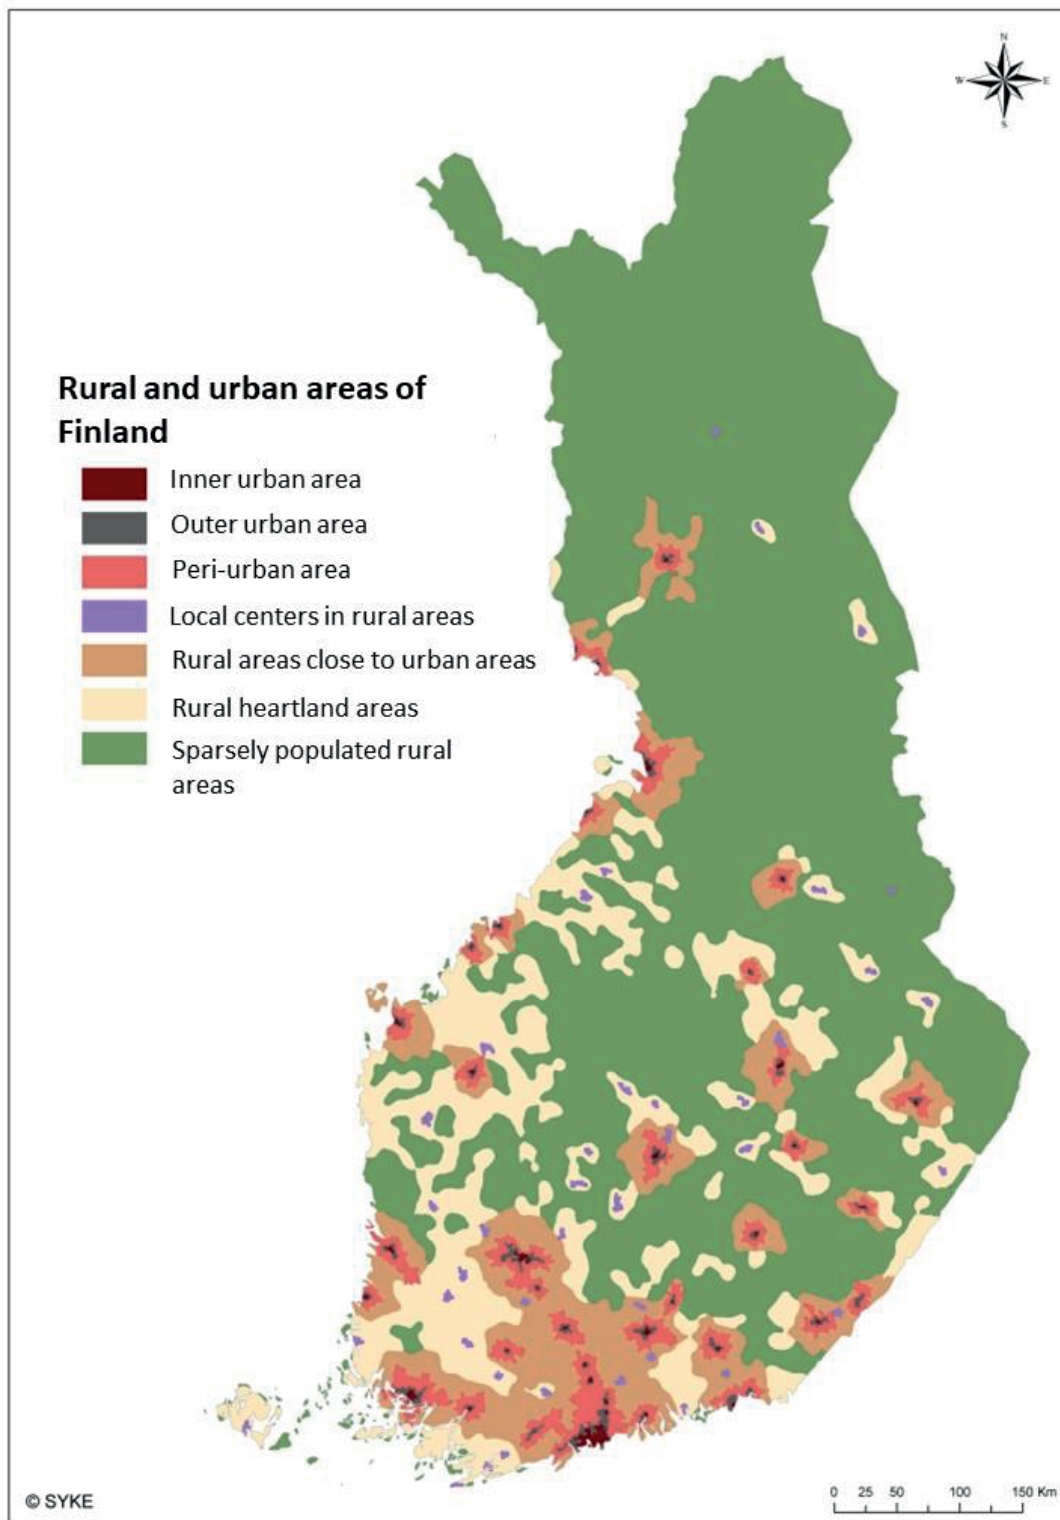 N
W
E
S
Rural and urban areas of
Finland
Inner urban area
Outer urban area
Peri-urban area
Local centers in rural areas
Rural areas close to urban areas
Rural heartland areas
Sparsely populated rural
areas
© SYKE
0 25 50 100 150 Km